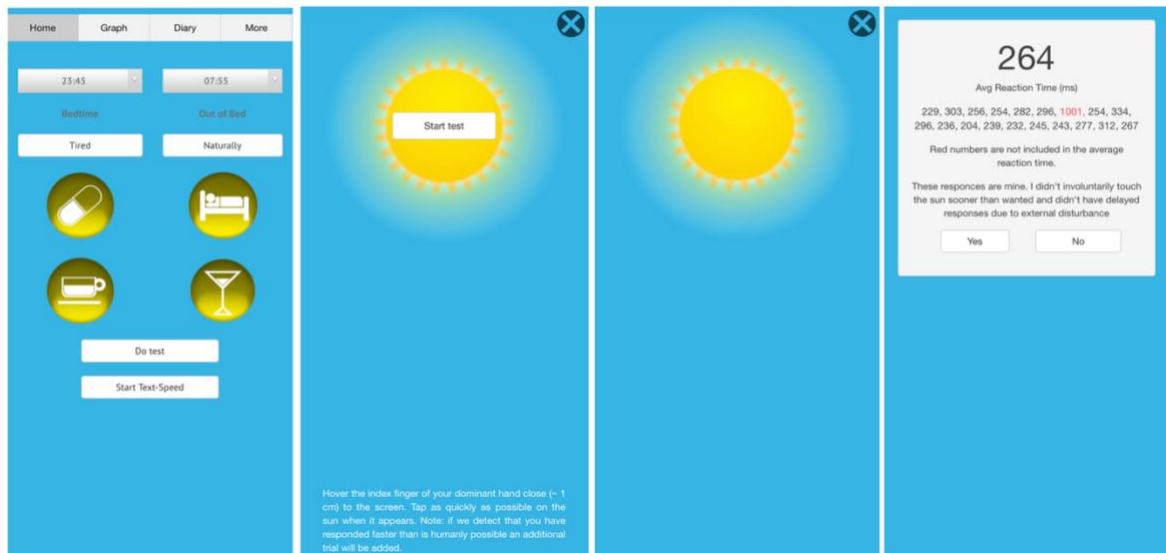 Home Graph Diary More
23:45 07:55
Bedtime Out of Bed
Tired Naturally
Do test
Start Text-Speed
Start test
Hover the index finger of your dominant hand close (~ 1
cm) to the screen. Tap as quickly as possible on the
sun when it appears. Note: if we detect that you have
responded faster than is humanly possible an additional
trial will be added.
264
Avg Reaction Time (ms)
229, 303, 256, 254, 282, 296, 1001, 254, 334,
296, 236, 204, 239, 232, 245, 243, 277, 312, 267
Red numbers are not included in the average
reaction time.
These responces are mine. I didn't involuntarily touch
the sun sooner than wanted and didn't have delayed
responses due to external disturbance
Yes No